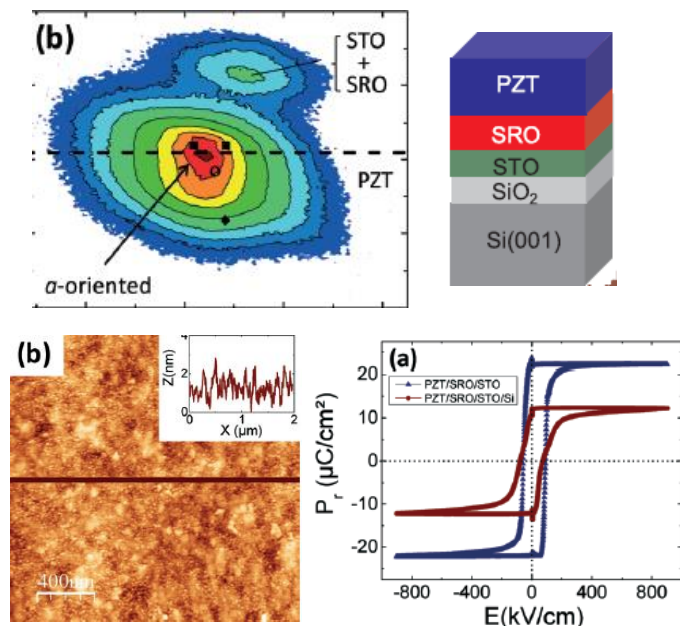 (b)
STO
+
SRO
PZT
a-oriented
PZT
SRO
STO
SiO₂
Si(001)
(b)
Z(nm)
4
2
0
0 1 2
X (μm)
400nm
(a)
PZT/SRO/STO
PZT/SRO/STO/Si
Pᵣ (μC/cm²)
20
10
0
-10
-20
-800 -400 0 400 800
E(kV/cm)